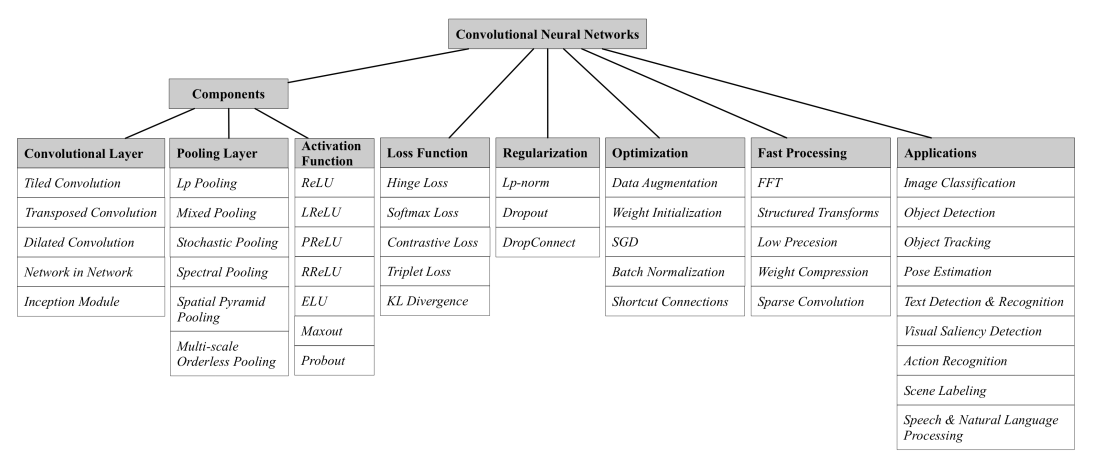 Convolutional Neural Networks
Components
Convolutional Layer
Tiled Convolution
Transposed Convolution
Dilated Convolution
Network in Network
Inception Module
Pooling Layer
Lp Pooling
Mixed Pooling
Stochastic Pooling
Spectral Pooling
Spatial Pyramid
Pooling
Multi-scale
Orderless Pooling
Activation
Function
ReLU
LReLU
PReLU
RReLU
ELU
Maxout
Probout
Loss Function
Hinge Loss
Softmax Loss
Contrastive Loss
Triplet Loss
KL Divergence
Regularization
Lp-norm
Dropout
DropConnect
Optimization
Data Augmentation
Weight Initialization
SGD
Batch Normalization
Shortcut Connections
Fast Processing
FFT
Structured Transforms
Low Precesion
Weight Compression
Sparse Convolution
Applications
Image Classification
Object Detection
Object Tracking
Pose Estimation
Text Detection & Recognition
Visual Saliency Detection
Action Recognition
Scene Labeling
Speech & Natural Language
Processing